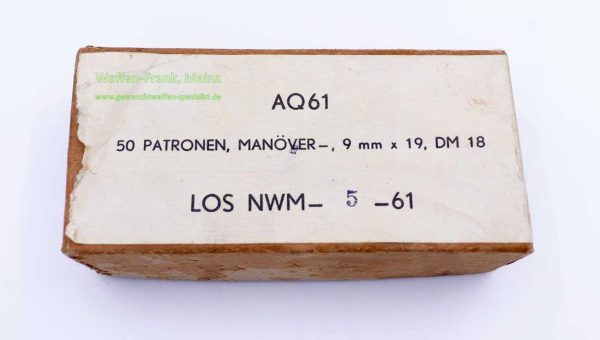 Waffen-Frank, Mainz
www.gebrauchtwaffen-spezialist.de
AQ61
50 PATRONEN, MANÖVER–, 9 mm x 19, DM 18
LOS NWM– 5 –61